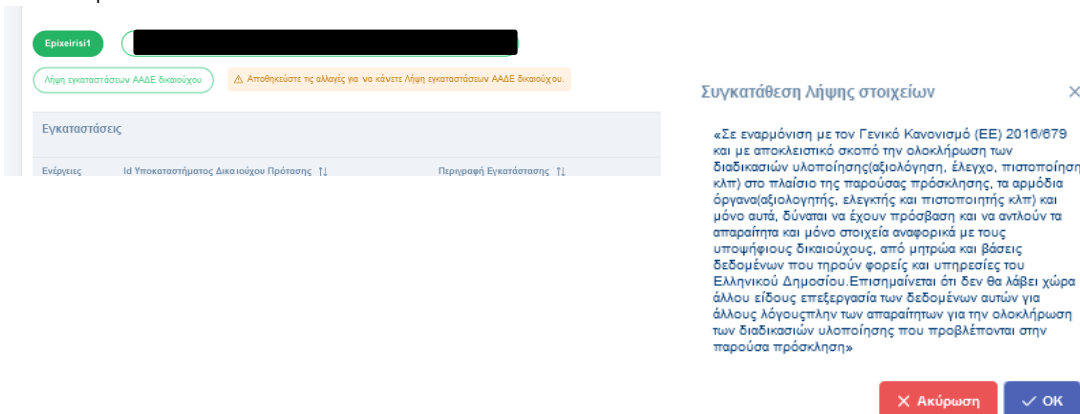 Epixeirisi1
Λήψη εγκαταστάσεων ΑΑΔΕ δικαιούχου
Αποθηκεύστε τις αλλαγές για να κάνετε Λήψη εγκαταστάσεων ΑΑΔΕ δικαιούχου.
Εγκαταστάσεις
Ενέργειες Id Υποκαταστήματος Δικαιούχου Πρότασης ↑↓ Περιγραφή Εγκατάστασης ↑↓
Συγκατάθεση Λήψης στοιχείων
«Σε εναρμόνιση με τον Γενικό Κανονισμό (ΕΕ) 2016/679
και με αποκλειστικό σκοπό την ολοκλήρωση των
διαδικασιών υλοποίησης(αξιολόγηση, έλεγχο, πιστοποίηση
κλπ) στο πλαίσιο της παρούσας πρόσκλησης, τα αρμόδια
όργανα(αξιολογητής, ελεγκτής και πιστοποιητής κλπ) και
μόνο αυτά, δύναται να έχουν πρόσβαση και να αντλούν τα
απαραίτητα και μόνο στοιχεία αναφορικά με τους
υποψήφιους δικαιούχους, από μητρώα και βάσεις
δεδομένων που τηρούν φορείς και υπηρεσίες του
Ελληνικού Δημοσίου.Επισημαίνεται ότι δεν θα λάβει χώρα
άλλου είδους επεξεργασία των δεδομένων αυτών για
άλλους λόγουςπλην των απαραίτητων για την ολοκλήρωση
των διαδικασιών υλοποίησης που προβλέπονται στην
παρούσα πρόσκληση»
Ακύρωση
OK